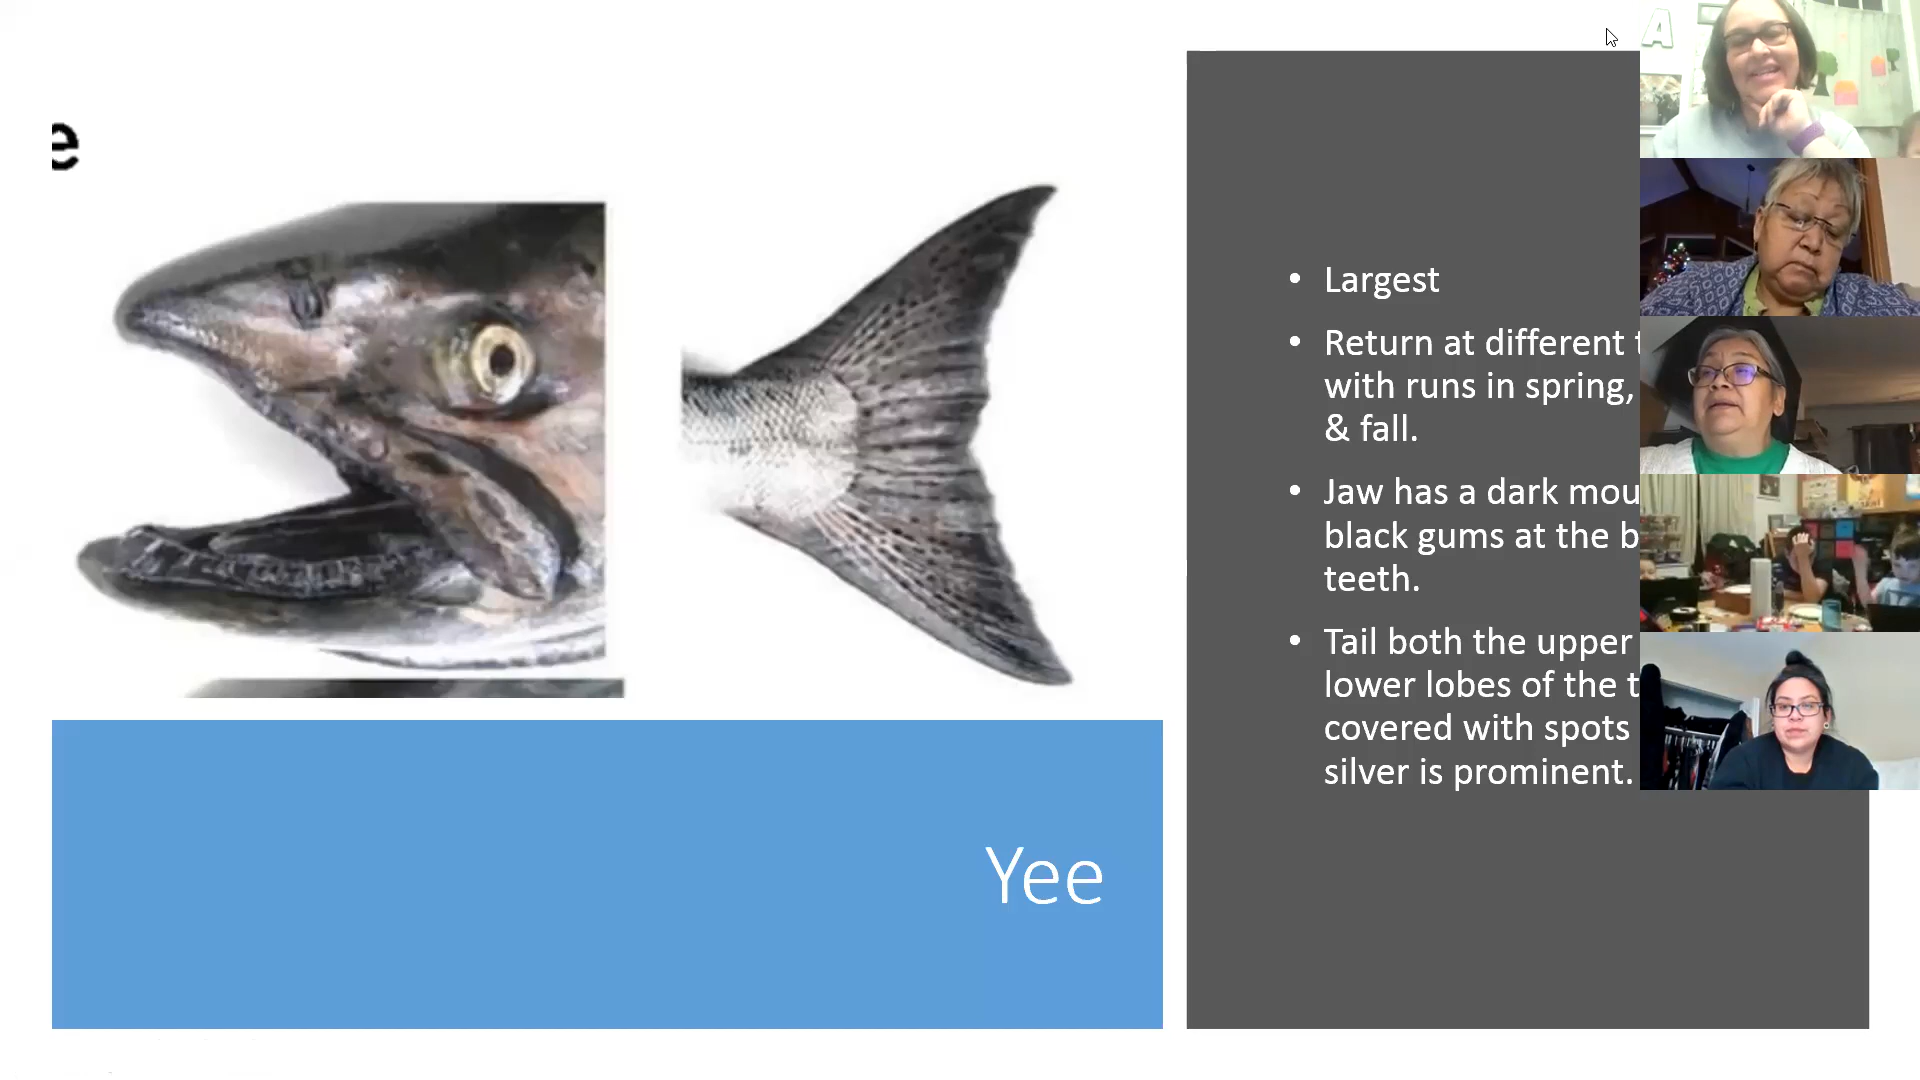 e
• Largest
• Return at different
with runs in spring,
& fall.
• Jaw has a dark
black gums at the
teeth.
• Tail both the upper
lower lobes of the
covered with spots
silver is prominent.
Yee
A